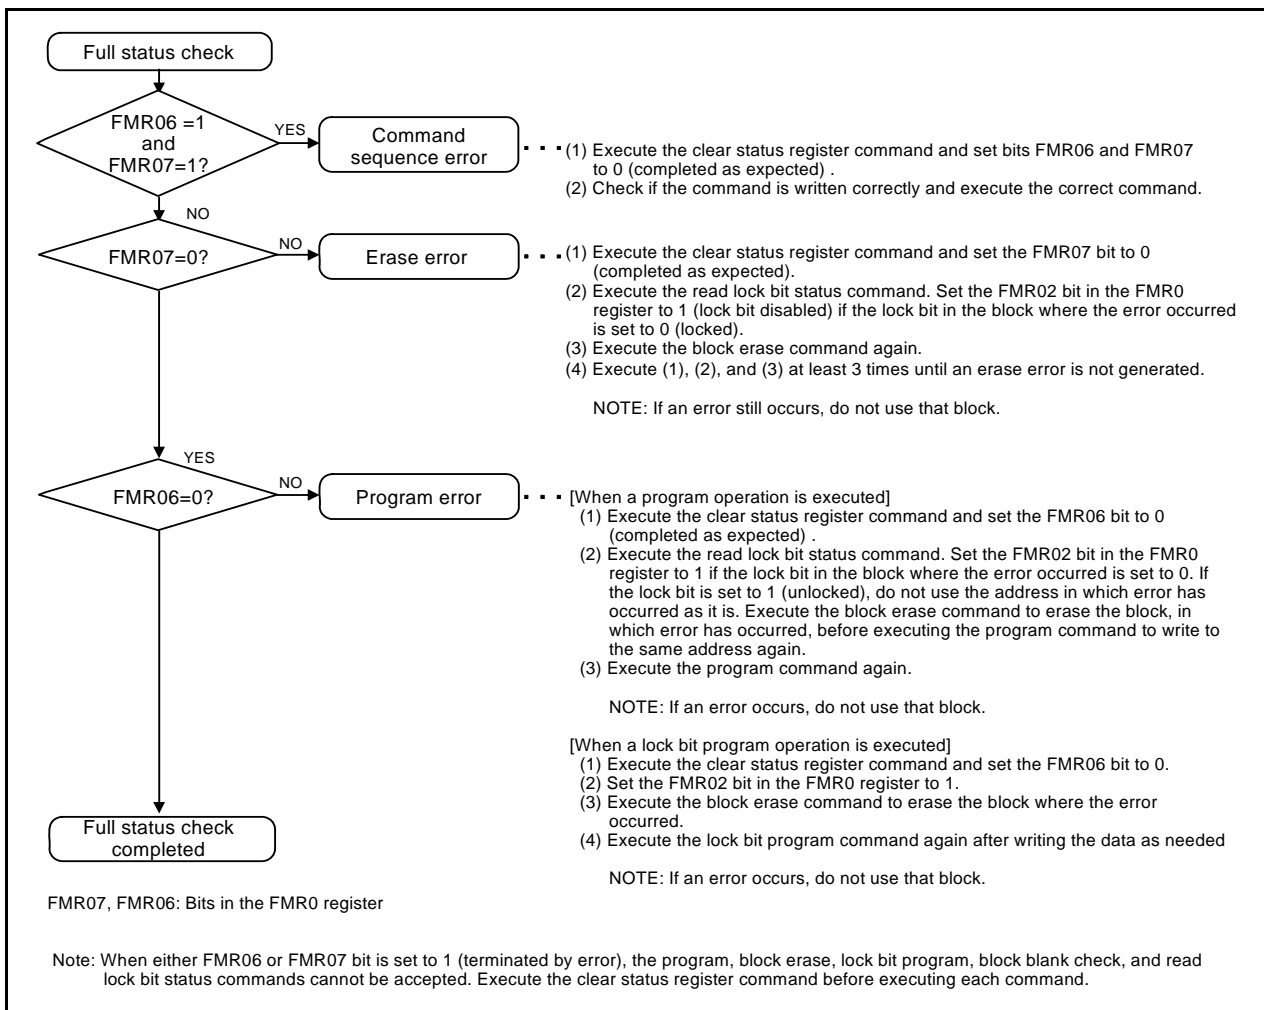 Full status check
FMR06 =1
and
FMR07=1?
YES
Command
sequence error
(1) Execute the clear status register command and set bits FMR06 and FMR07
to 0 (completed as expected) .
(2) Check if the command is written correctly and execute the correct command.
NO
FMR07=0?
NO
Erase error
(1) Execute the clear status register command and set the FMR07 bit to 0
(completed as expected).
(2) Execute the read lock bit status command. Set the FMR02 bit in the FMR0
register to 1 (lock bit disabled) if the lock bit in the block where the error occurred
is set to 0 (locked).
(3) Execute the block erase command again.
(4) Execute (1), (2), and (3) at least 3 times until an erase error is not generated.
NOTE: If an error still occurs, do not use that block.
YES
FMR06=0?
NO
Program error
[When a program operation is executed]
(1) Execute the clear status register command and set the FMR06 bit to 0
(completed as expected) .
(2) Execute the read lock bit status command. Set the FMR02 bit in the FMR0
register to 1 if the lock bit in the block where the error occurred is set to 0. If
the lock bit is set to 1 (unlocked), do not use the address in which error has
occurred as it is. Execute the block erase command to erase the block, in
which error has occurred, before executing the program command to write to
the same address again.
(3) Execute the program command again.
NOTE: If an error occurs, do not use that block.
[When a lock bit program operation is executed]
(1) Execute the clear status register command and set the FMR06 bit to 0.
(2) Set the FMR02 bit in the FMR0 register to 1.
(3) Execute the block erase command to erase the block where the error
occurred.
(4) Execute the lock bit program command again after writing the data as needed
NOTE: If an error occurs, do not use that block.
Full status check
completed
FMR07, FMR06: Bits in the FMR0 register
Note: When either FMR06 or FMR07 bit is set to 1 (terminated by error), the program, block erase, lock bit program, block blank check, and read
lock bit status commands cannot be accepted. Execute the clear status register command before executing each command.